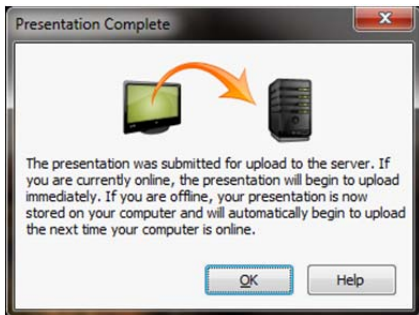 Presentation Complete
The presentation was submitted for upload to the server. If
you are currently online, the presentation will begin to upload
immediately. If you are offline, your presentation is now
stored on your computer and will automatically begin to upload
the next time your computer is online.
OK
Help